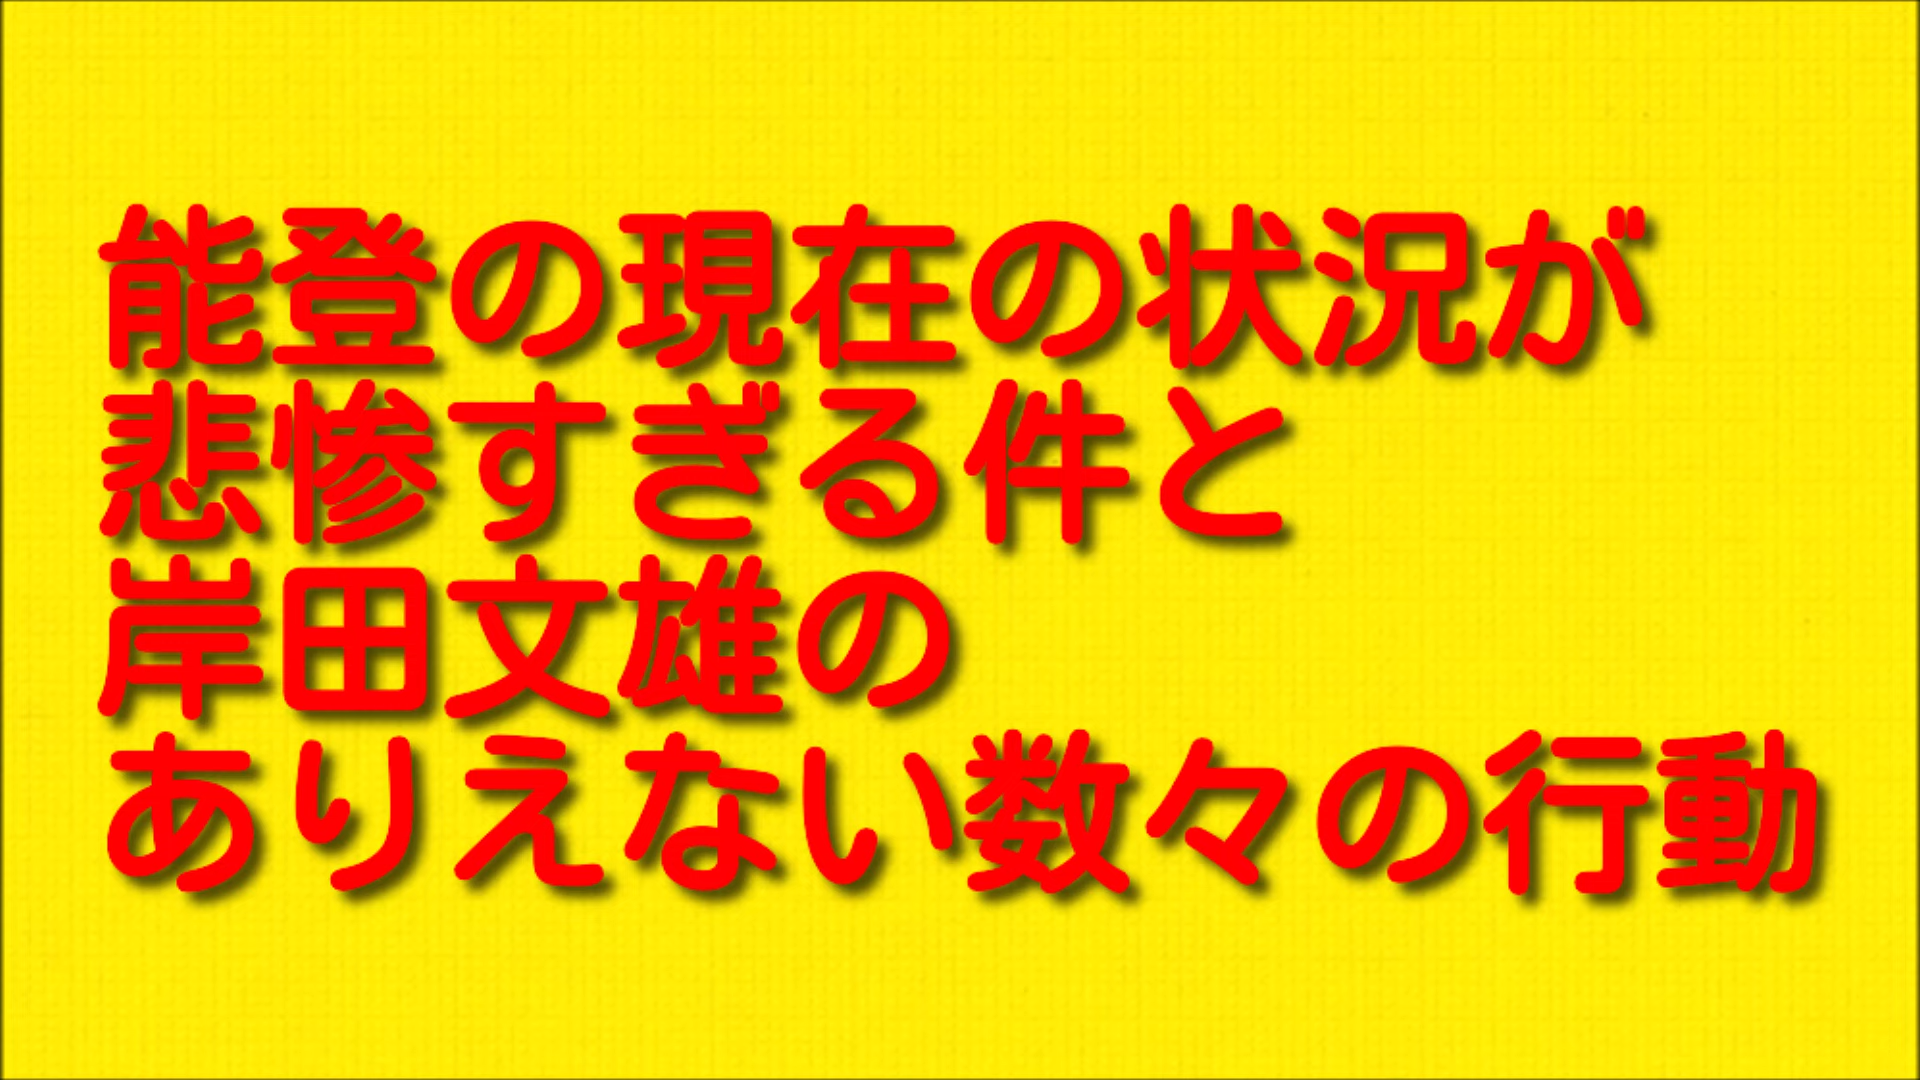 能登の現在の状況が
悲惨すぎる件と
岸田文雄の
ありえない数々の行動